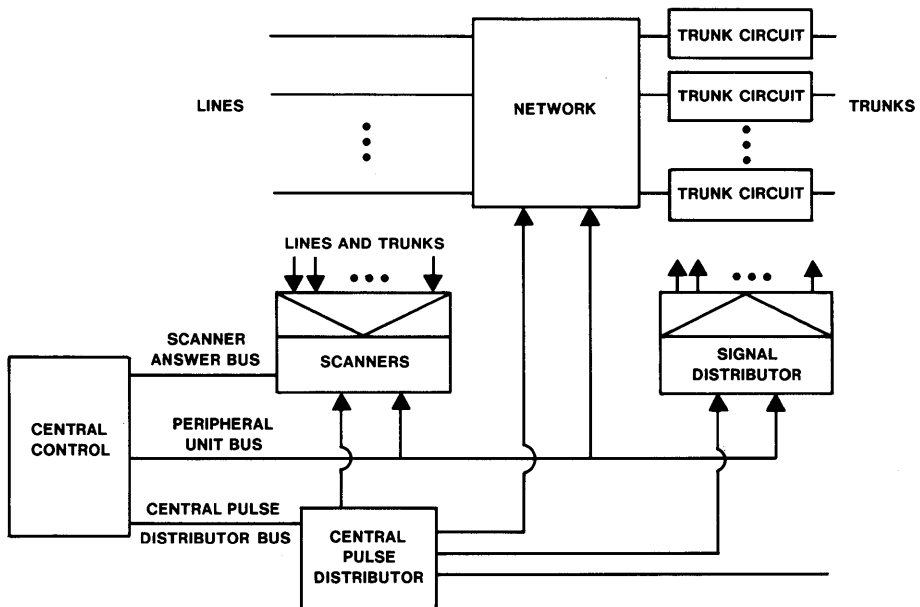 TRUNK CIRCUIT
LINES
NETWORK
TRUNK CIRCUIT
TRUNKS
TRUNK CIRCUIT
LINES AND TRUNKS
SCANNER
ANSWER BUS
SCANNERS
SIGNAL
DISTRIBUTOR
CENTRAL
CONTROL
PERIPHERAL
UNIT BUS
CENTRAL PULSE
DISTRIBUTOR BUS
CENTRAL
PULSE
DISTRIBUTOR